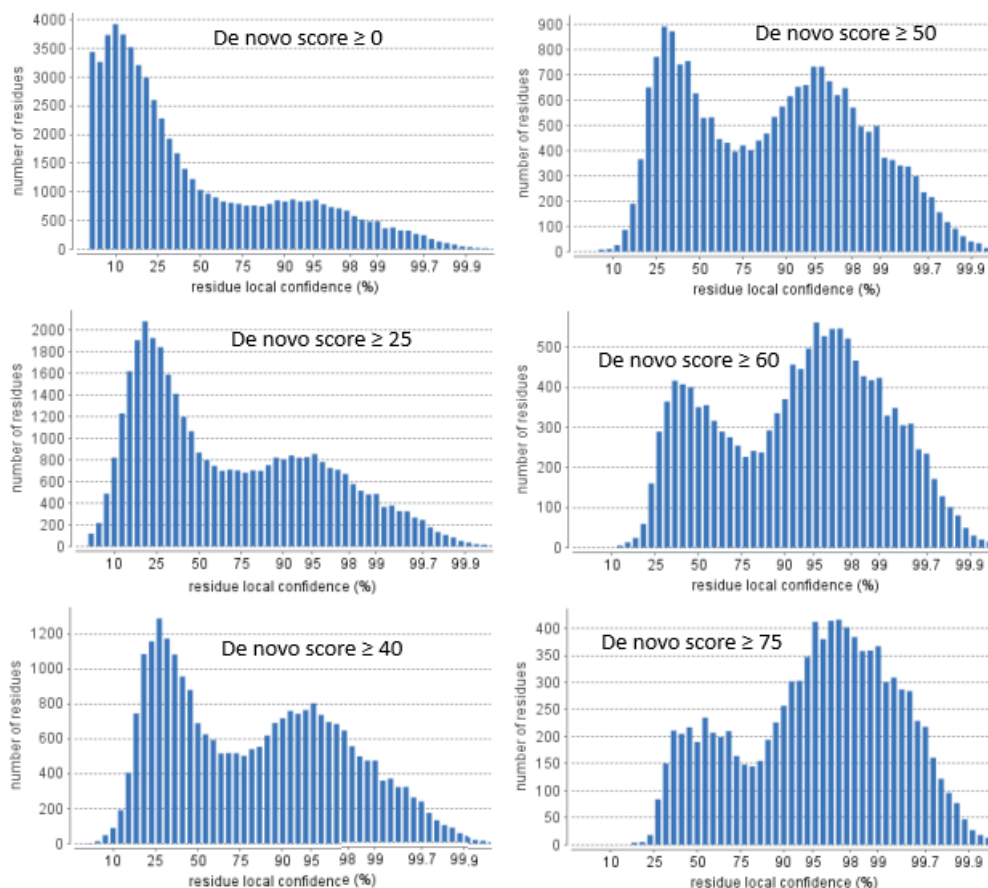 De novo score ≥ 0
number of residues
4000
3500
3000
2500
2000
1500
1000
500
0
10 25 50 75 90 95 98 99 99.7 99.9
residue local confidence (%)
De novo score ≥ 50
number of residues
900
800
700
600
500
400
300
200
100
0
10 25 50 75 90 95 98 99 99.7 99.9
residue local confidence (%)
De novo score ≥ 25
number of residues
2000
1800
1600
1400
1200
1000
800
600
400
200
0
10 25 50 75 90 95 98 99 99.7 99.9
residue local confidence (%)
De novo score ≥ 60
number of residues
500
400
300
200
100
0
10 25 50 75 90 95 98 99 99.7 99.9
residue local confidence (%)
De novo score ≥ 40
number of residues
1200
1000
800
600
400
200
0
10 25 50 75 90 95 98 99 99.7 99.9
residue local confidence (%)
De novo score ≥ 75
number of residues
400
350
300
250
200
150
100
50
0
10 25 50 75 90 95 98 99 99.7 99.9
residue local confidence (%)